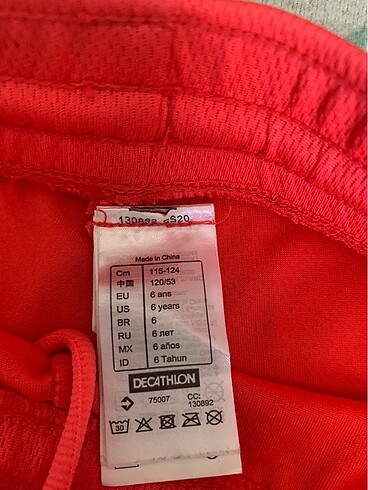 Made in China
Cm 115-124
中国 120/53
EU 6 ans
US 6 years
BR 6
RU 6 лет
MX 6 años
ID 6 Tahun
DECATHLON
75007 CC: 130892
30